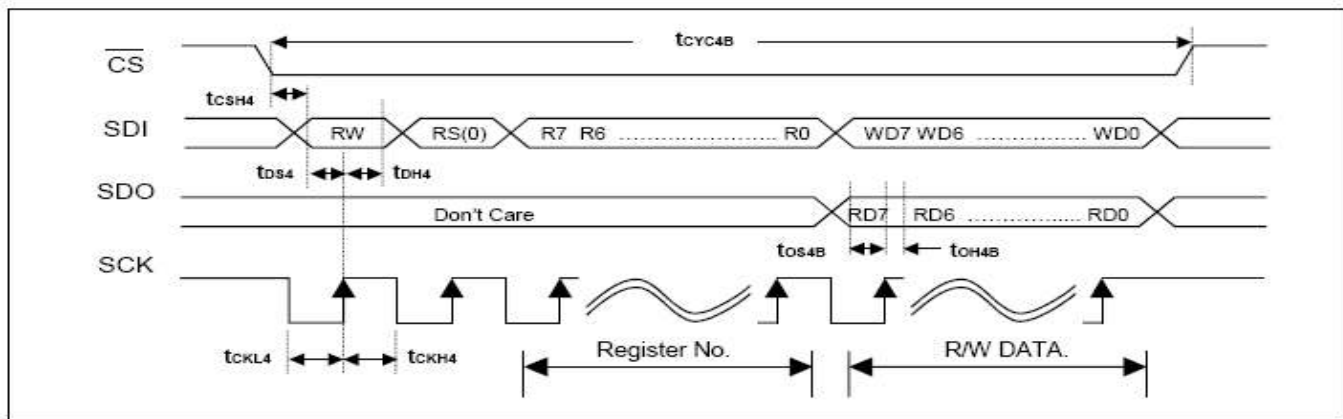 tCYC4B
CS
tCSH4
SDI RW RS(0) R7 R6 ........................ R0 WD7 WD6 ................ WD0
tDS4 tDH4
SDO
Don't Care RD7 RD6 ................ RD0
tOS4B tOH4B
SCK
tCKL4 tCKH4 Register No. R/W DATA.